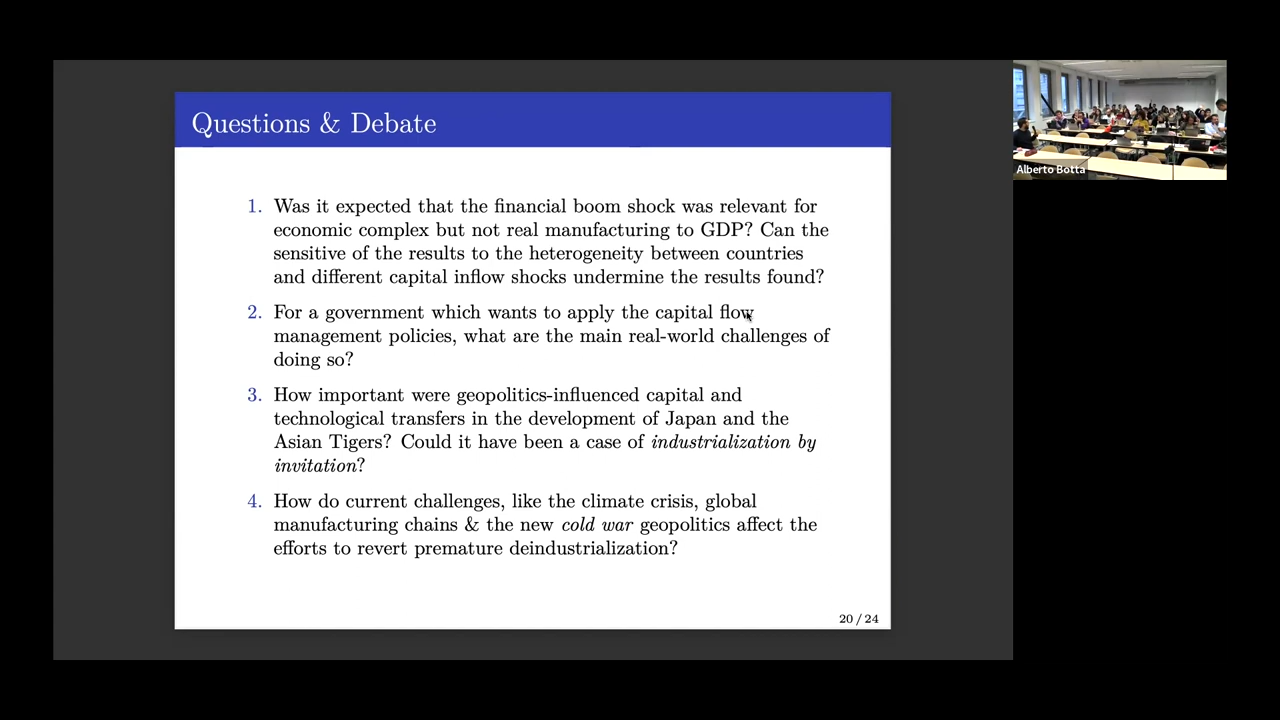 Questions & Debate
1. Was it expected that the financial boom shock was relevant for
economic complex but not real manufacturing to GDP? Can the
sensitive of the results to the heterogeneity between countries
and different capital inflow shocks undermine the results found?
2. For a government which wants to apply the capital flow
management policies, what are the main real-world challenges of
doing so?
3. How important were geopolitics-influenced capital and
technological transfers in the development of Japan and the
Asian Tigers? Could it have been a case of industrialization by
invitation?
4. How do current challenges, like the climate crisis, global
manufacturing chains & the new cold war geopolitics affect the
efforts to revert premature deindustrialization?
20 / 24
Alberto Botta